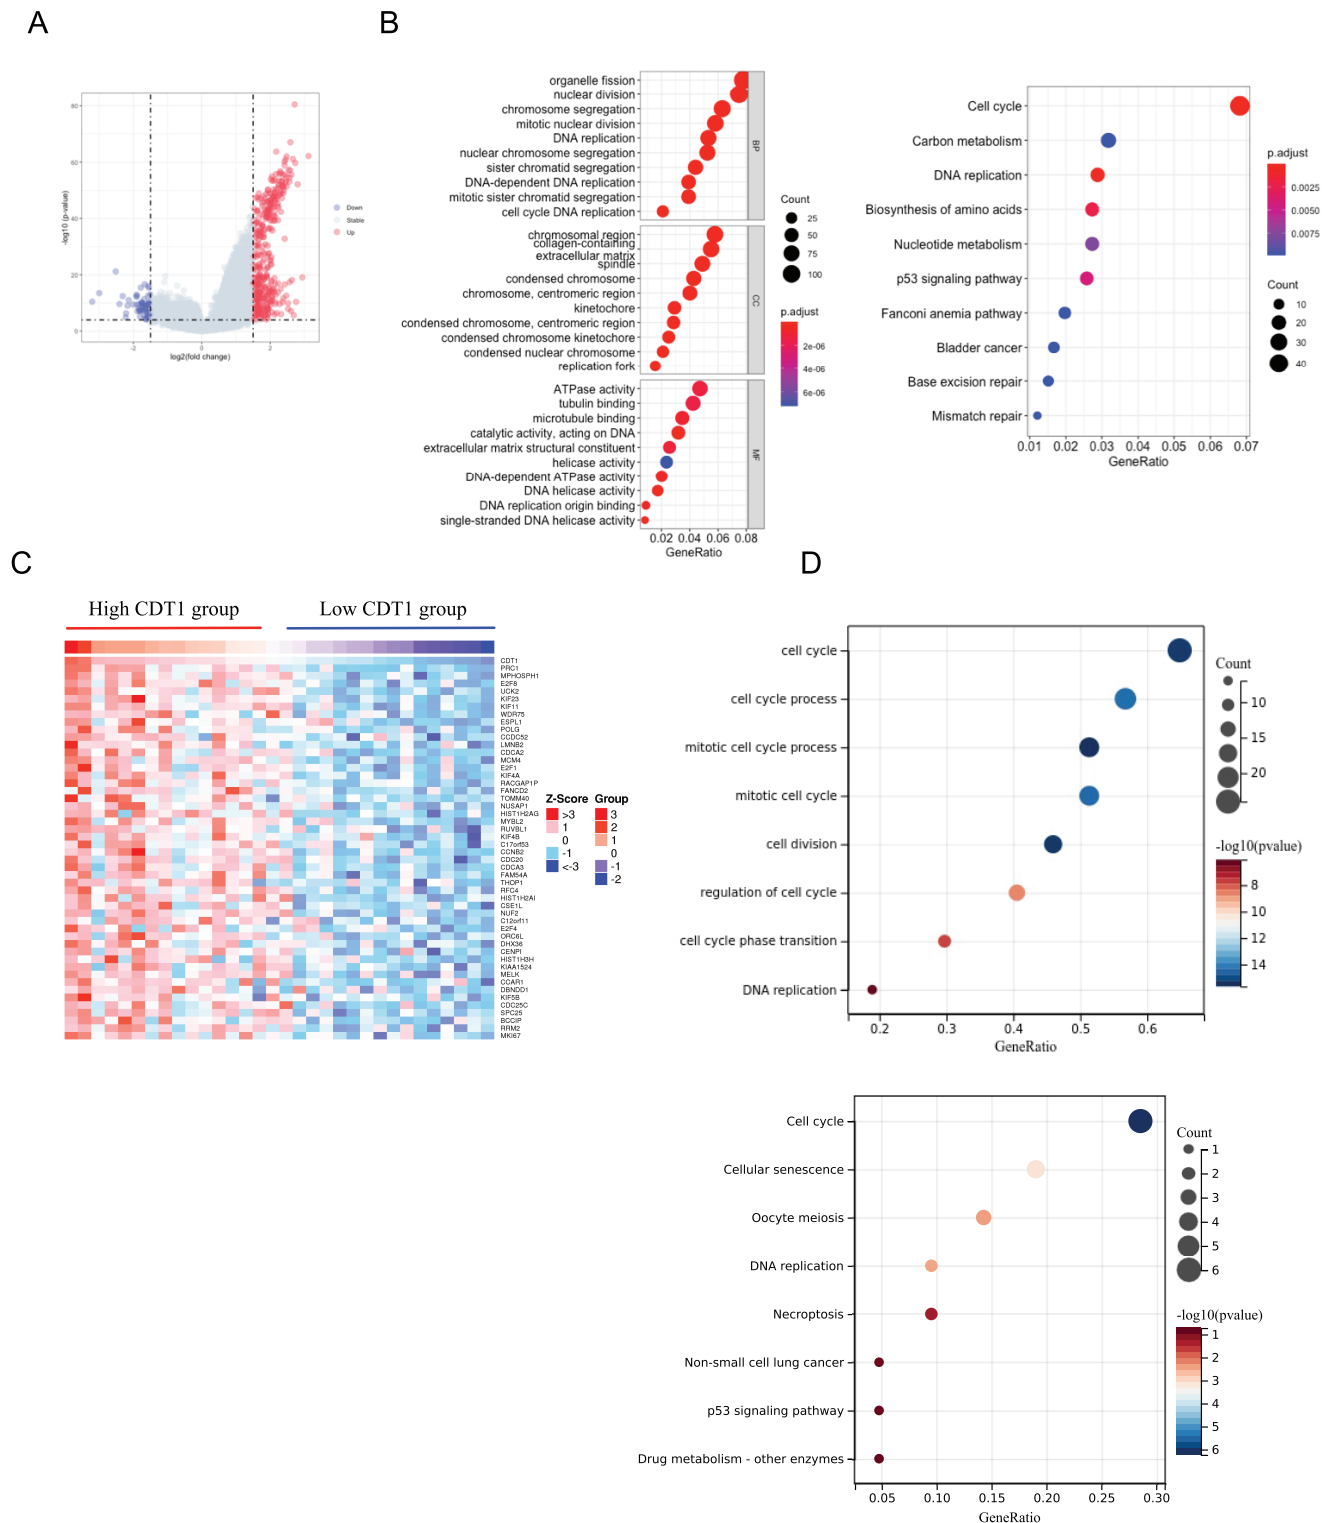 A
B
80
60
40
20
0
-log10 (p-value)
-2
0
2
log2(fold change)
Down
Stable
Up
organelle fission
nuclear division
chromosome segregation
mitotic nuclear division
DNA replication
nuclear chromosome segregation
sister chromatid segregation
DNA-dependent DNA replication
mitotic sister chromatid segregation
cell cycle DNA replication
BP
chromosomal region
collagen-containing
extracellular matrix
spindle
condensed chromosome
chromosome, centromeric region
kinetochore
condensed chromosome, centromeric region
condensed chromosome kinetochore
condensed nuclear chromosome
replication fork
CC
ATPase activity
tubulin binding
microtubule binding
catalytic activity, acting on DNA
extracellular matrix structural constituent
helicase activity
DNA-dependent ATPase activity
DNA helicase activity
DNA replication origin binding
single-stranded DNA helicase activity
MF
0.02 0.04 0.06 0.08
GeneRatio
Count
25
50
75
100
p.adjust
2e-06
4e-06
6e-06
Cell cycle
Carbon metabolism
DNA replication
Biosynthesis of amino acids
Nucleotide metabolism
p53 signaling pathway
Fanconi anemia pathway
Bladder cancer
Base excision repair
Mismatch repair
0.01 0.02 0.03 0.04 0.05 0.06 0.07
GeneRatio
p.adjust
0.0025
0.0050
0.0075
Count
10
20
30
40
C
D
High CDT1 group
Low CDT1 group
CDT1
PRC1
MPHOSPH1
E2F8
UCK2
KIF23
KIF11
WDR75
ESPL1
POLG
CCDC52
LMNB2
CDCA2
MCM4
E2F1
KIF4A
RACGAP1P
FANCD2
TOMM40
NUSAP1
HIST1H2AG
MYBL2
RUVBL1
KIF4B
C17orf53
CCNB2
CDC20
CDCA3
FAM54A
THOP1
RFC4
HIST1H2AI
CSE1L
NUF2
C12orf11
E2F4
ORC6L
DHX36
CENPI
HIST1H3H
KIAA1524
MELK
CCAR1
DBNDD1
KIF5B
CDC25C
SPC25
BCCIP
RRM2
MKI67
Z-Score
>3
1
0
-1
<-3
Group
3
2
1
0
-1
-2
cell cycle
cell cycle process
mitotic cell cycle process
mitotic cell cycle
cell division
regulation of cell cycle
cell cycle phase transition
DNA replication
0.2 0.3 0.4 0.5 0.6
GeneRatio
Count
10
15
20
-log10(pvalue)
8
10
12
14
Cell cycle
Cellular senescence
Oocyte meiosis
DNA replication
Necroptosis
Non-small cell lung cancer
p53 signaling pathway
Drug metabolism - other enzymes
0.05 0.10 0.15 0.20 0.25 0.30
GeneRatio
Count
1
2
3
4
5
6
-log10(pvalue)
1
2
3
4
5
6